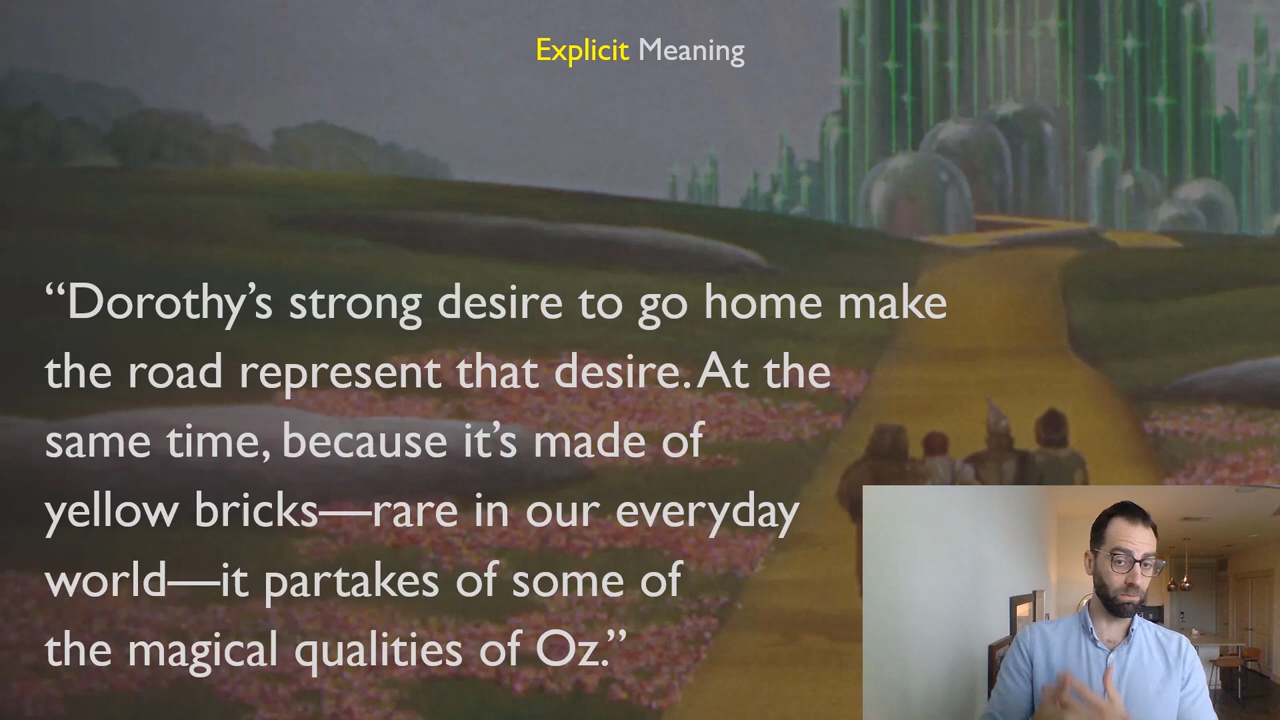 Explicit Meaning
“Dorothy’s strong desire to go home make
the road represent that desire. At the
same time, because it’s made of
yellow bricks—rare in our everyday
world—it partakes of some of
the magical qualities of Oz.”